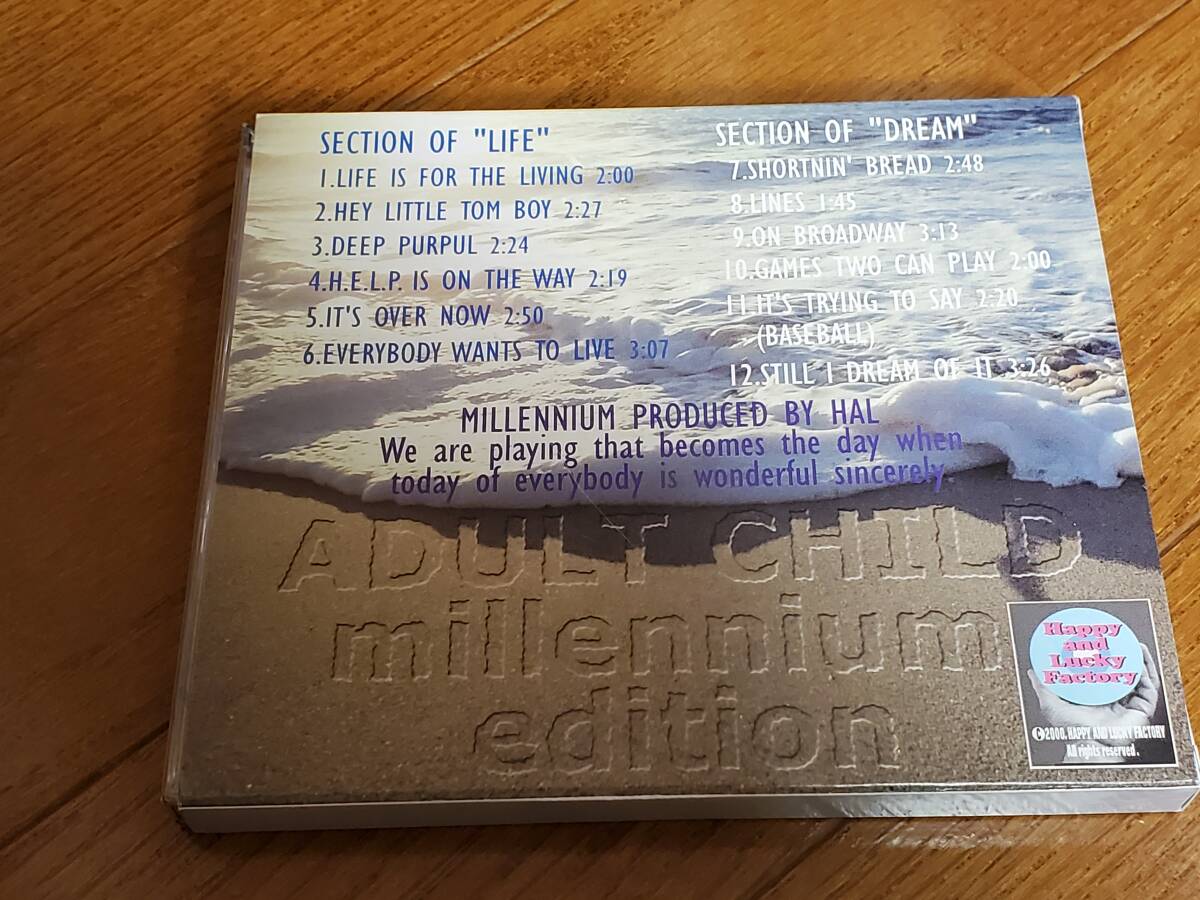 SECTION OF "LIFE"
1.LIFE IS FOR THE LIVING 2:00
2.HEY LITTLE TOM BOY 2:27
3.DEEP PURPUL 2:24
4.H.E.L.P. IS ON THE WAY 2:19
5.IT'S OVER NOW 2:50
6.EVERYBODY WANTS TO LIVE 3:07
SECTION OF "DREAM"
7.SHORTNIN' BREAD 2:48
8.LINES 1:45
9.ON BROADWAY 3:13
10.GAMES TWO CAN PLAY 2:00
11.IT'S TRYING TO SAY 2:20
(BASEBALL)
12.STILL I DREAM OF IT 3:26
MILLENNIUM PRODUCED BY HAL
We are playing that becomes the day when
today of everybody is wonderful sincerely.
ADULT CHILD
millennium
edition
Happy
and
Lucky
Factory
℗2000. HAPPY AND LUCKY FACTORY
All rights reserved.